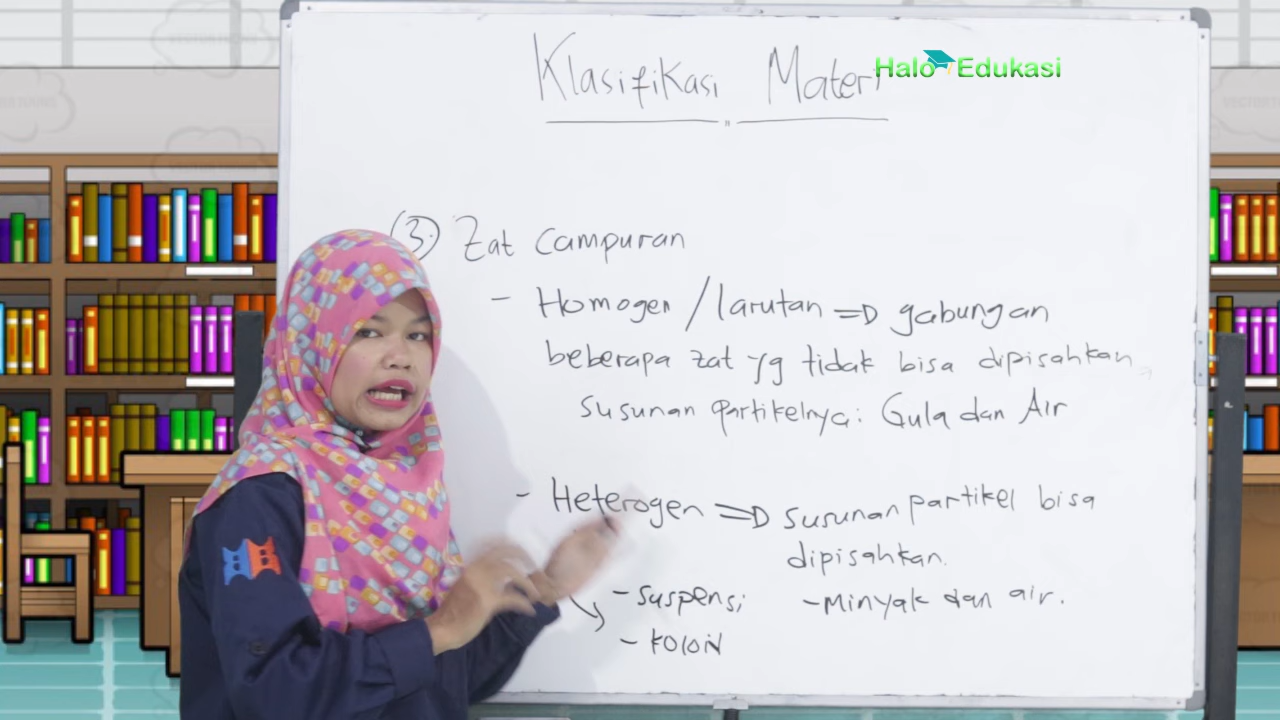 Klasifikasi Materi
Halo Edukasi
3. Zat Campuran
- Homogen / larutan => gabungan
beberapa zat yg tidak bisa dipisahkan
susunan partikelnya: Gula dan Air
- Heterogen => susunan partikel bisa
dipisahkan.
- suspensi
- Minyak dan air.
- koloid